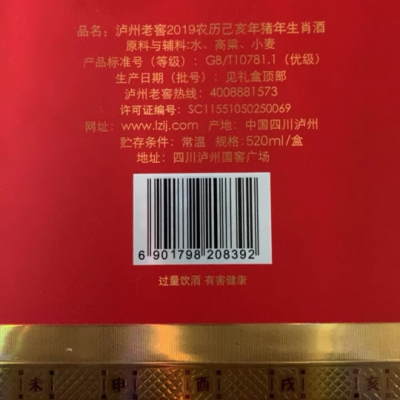 品名：泸州老窖2019农历己亥年猪年生肖酒
原料与辅料:水、高粱、小麦
产品标准号（等级）：GB/T10781.1（优级）
生产日期（批号）：见礼盒顶部
泸州老窖热线：4008881573
许可证编号：SC11551050250069
网址：www.lzlj.com 产地：中国四川泸州
贮存条件：常温 规格:520ml/盒
地址：四川泸州国窖广场
6 901798 208392
过量饮酒 有害健康
未 申 酉 戌 亥